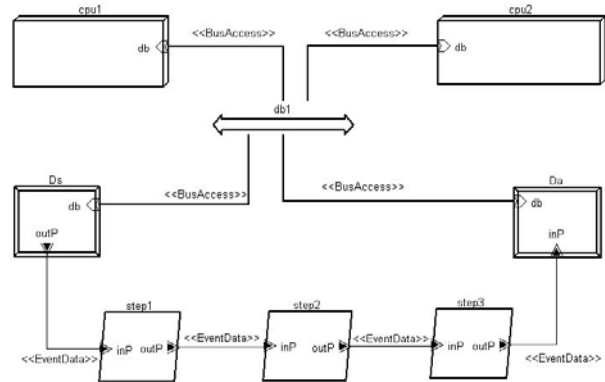 cpu1
cpu2
<<BusAccess>>
<<BusAccess>>
db
db
db1
Ds
Da
<<BusAccess>>
<<BusAccess>>
db
db
outP
inP
step1
step2
step3
<<EventData>>
<<EventData>>
inP outP
inP outP
inP outP
<<EventData>>
<<EventData>>